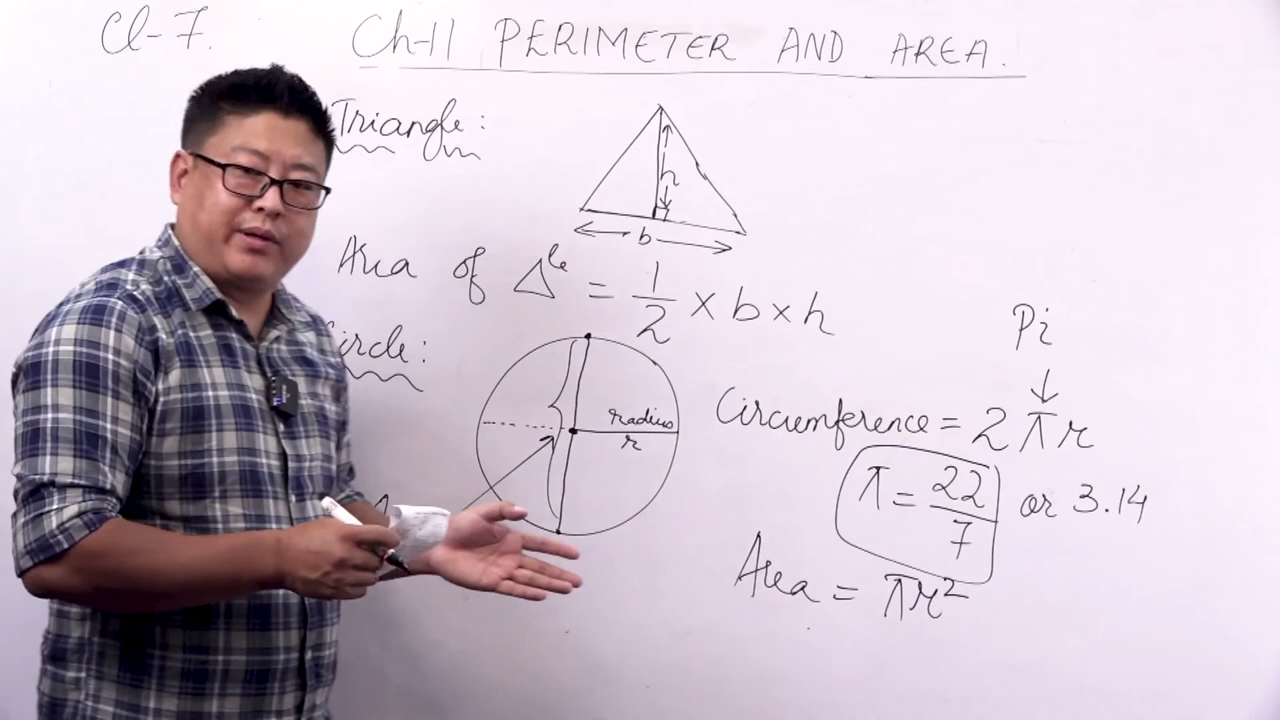 Cl-7.
Ch-11 PERIMETER AND AREA.
Triangle:
h
b
Area of Δle = 1/2 × b × h
ircle:
radius
r
Pi
↓
Circumference = 2πr
π = 22/7 or 3.14
Area = πr²